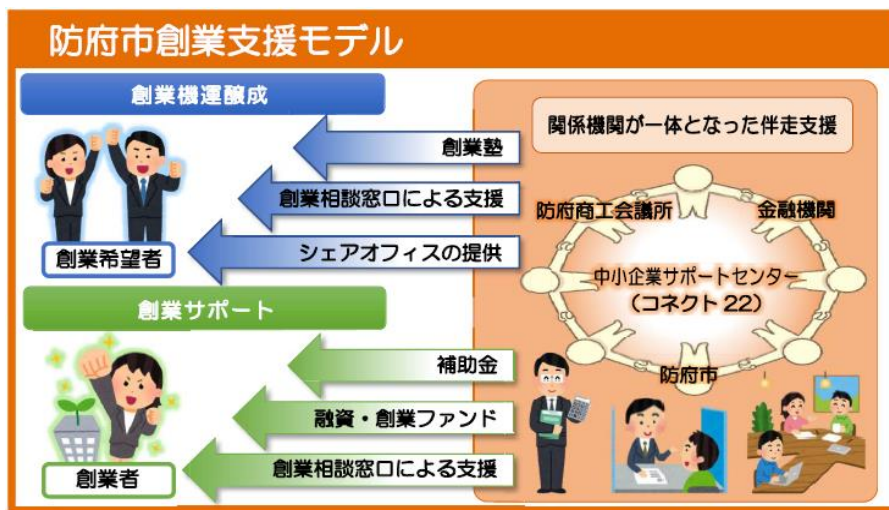 防府市創業支援モデル
創業機運醸成
創業希望者
創業塾
創業相談窓口による支援
シェアオフィスの提供
創業サポート
創業者
補助金
融資・創業ファンド
創業相談窓口による支援
関係機関が一体となった伴走支援
防府商工会議所
金融機関
中小企業サポートセンター
（コネクト 22）
防府市